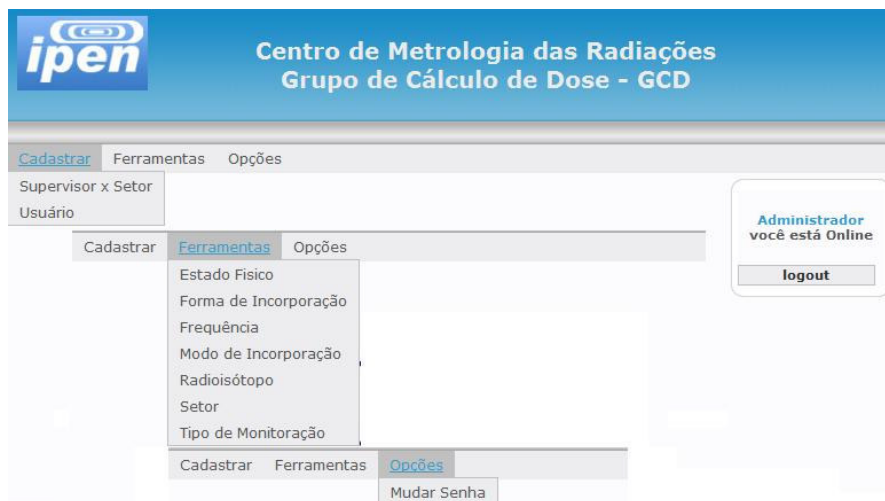 ipen
Centro de Metrologia das Radiações
Grupo de Cálculo de Dose - GCD
Cadastrar Ferramentas Opções
Supervisor x Setor
Usuário
Administrador
você está Online
logout
Cadastrar Ferramentas Opções
Estado Fisico
Forma de Incorporação
Frequência
Modo de Incorporação
Radioisótopo
Setor
Tipo de Monitoração
Cadastrar Ferramentas Opções
Mudar Senha